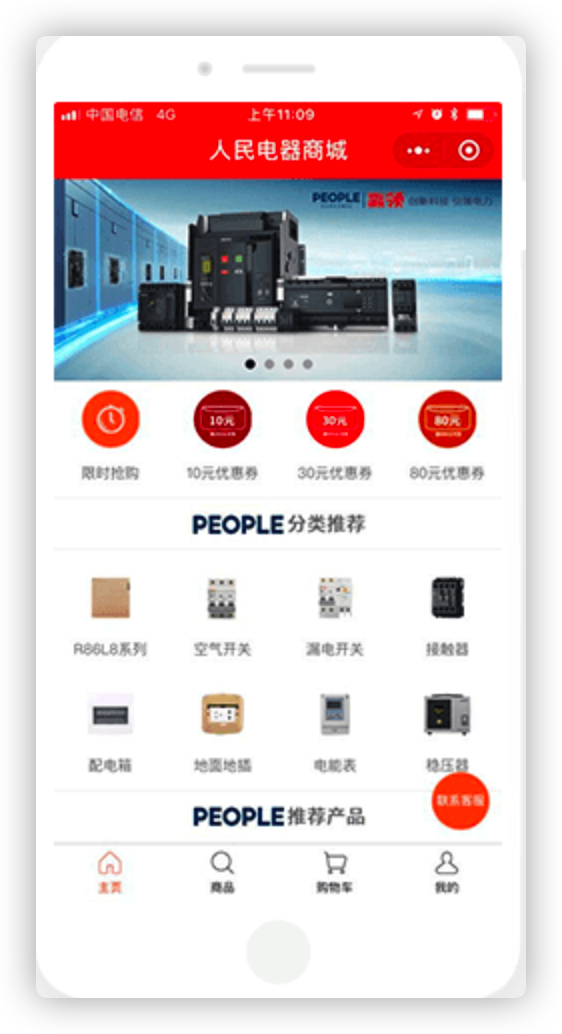 中国电信 4G 上午11:09
人民电器商城
PEOPLE 赢领 创新科技 引领电力
10元 30元 80元
限时抢购 10元优惠券 30元优惠券 80元优惠券
PEOPLE 分类推荐
R86L8系列 空气开关 漏电开关 接触器
配电箱 地面地插 电能表 稳压器
联系客服
PEOPLE 推荐产品
主页 商品 购物车 我的